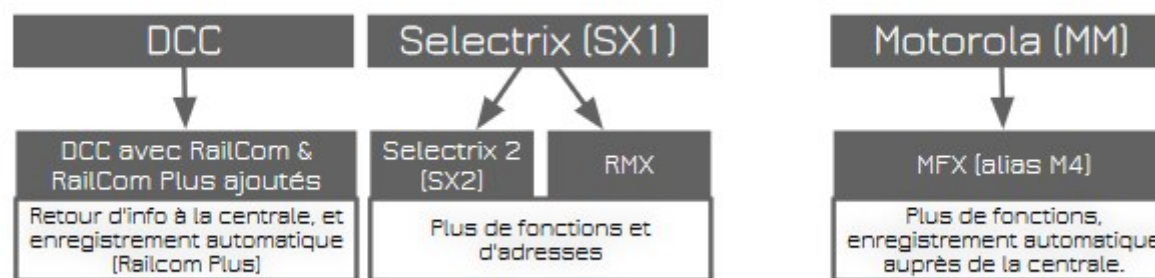 DCC
Selectrix (SX1)
Motorola (MM)
DCC avec RailCom &
RailCom Plus ajoutés
Selectrix 2
(SX2)
RMX
MFX (alias M4)
Retour d'info à la centrale, et
enregistrement automatique
(Railcom Plus)
Plus de fonctions et
d'adresses
Plus de fonctions,
enregistrement automatique
auprès de la centrale.